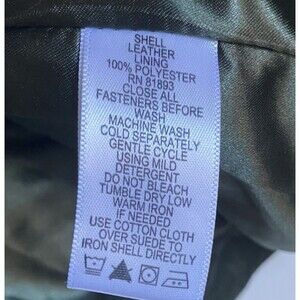 SHELL
LEATHER
LINING
100% POLYESTER
RN 81893
CLOSE ALL
FASTENERS BEFORE
WASH
MACHINE WASH
COLD SEPARATELY
GENTLE CYCLE
USING MILD
DETERGENT
DO NOT BLEACH
TUMBLE DRY LOW
WARM IRON
IF NEEDED
USE COTTON CLOTH
OVER SUEDE TO
IRON SHELL DIRECTLY